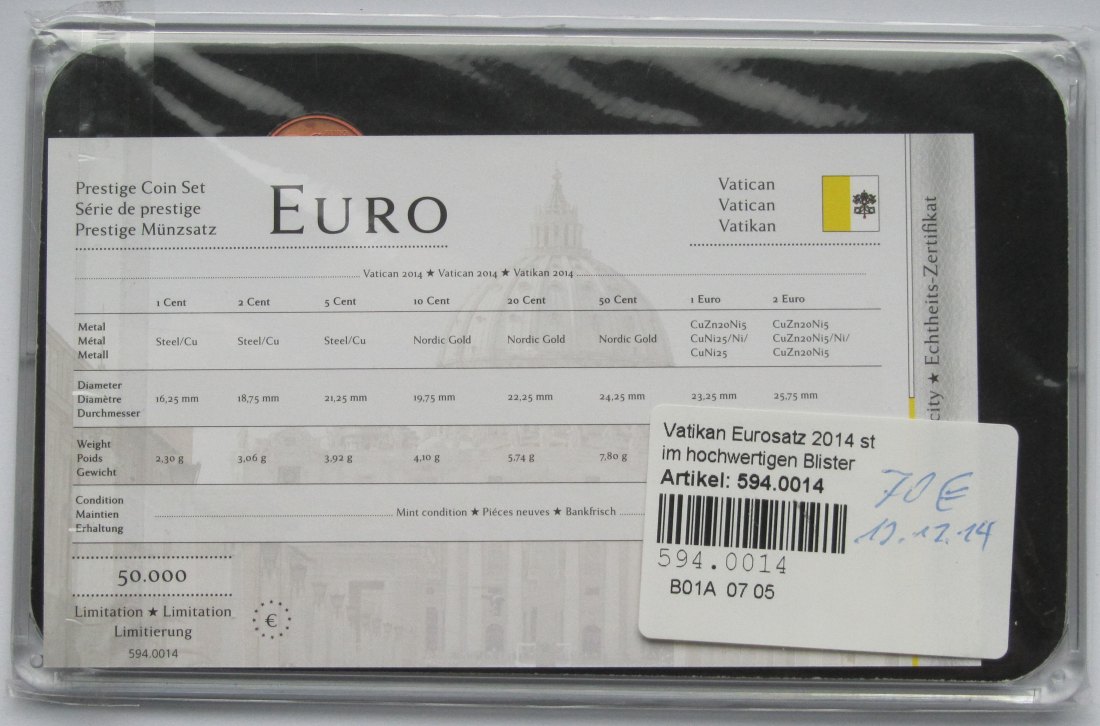 Prestige Coin Set
Série de prestige
Prestige Münzsatz
EURO
Vatican
Vatican
Vatikan
Vatican 2014 ★ Vatican 2014 ★ Vatikan 2014
1 Cent 2 Cent 5 Cent 10 Cent 20 Cent 50 Cent 1 Euro 2 Euro
Metal
Métal
Metall
Steel/Cu Steel/Cu Steel/Cu Nordic Gold Nordic Gold Nordic Gold
CuZn20Ni5
CuNi25/Ni/
CuNi25
CuZn20Ni5
CuZn20Ni5/Ni/
CuZn20Ni5
Diameter
Diamètre
Durchmesser
16,25 mm 18,75 mm 21,25 mm 19,75 mm 22,25 mm 24,25 mm 23,25 mm 25,75 mm
Weight
Poids
Gewicht
2,30 g 3,06 g 3,92 g 4,10 g 5.74 g 7,80 g
Condition
Maintien
Erhaltung
Mint condition ★ Piéces neuves ★ Bankfrisch
50.000
Limitation ★ Limitation
Limitierung
594.0014
€
city ★ Echtheits-Zertifikat
Vatikan Eurosatz 2014 st
im hochwertigen Blister
Artikel: 594.0014
594.0014
B01A 07 05
70€